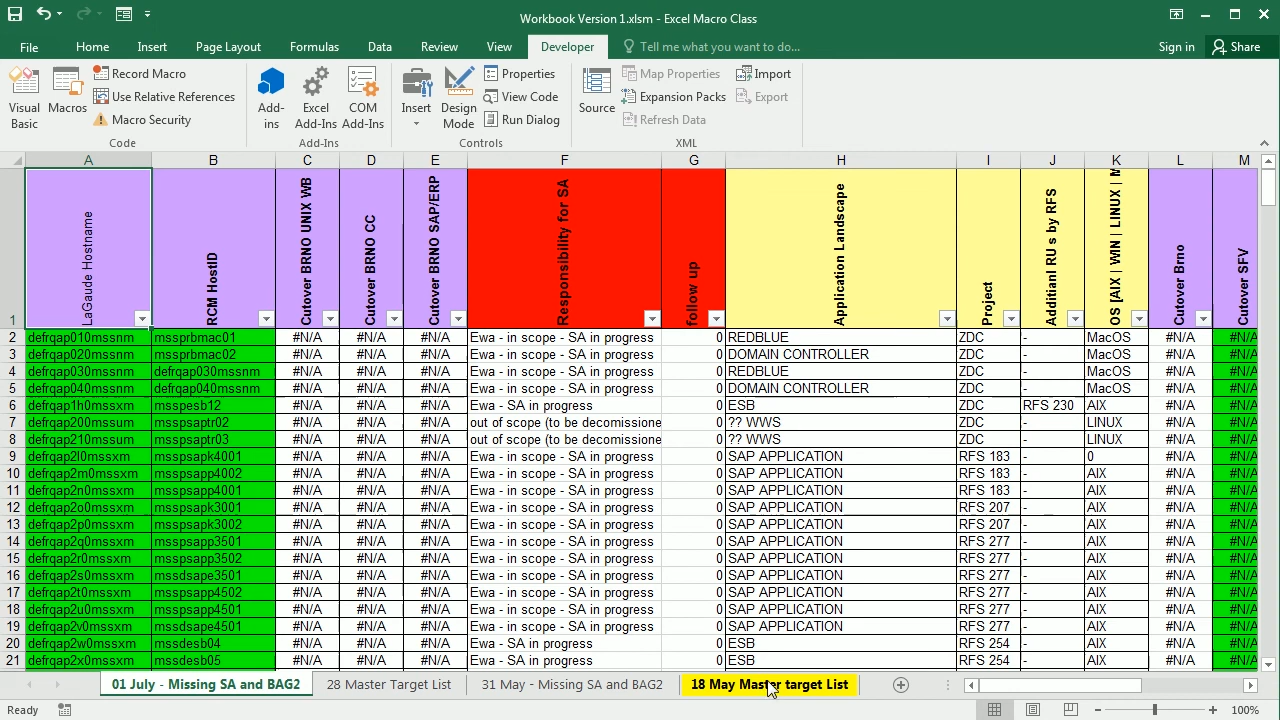 Workbook Version 1.xlsm - Excel Macro Class
File Home Insert Page Layout Formulas Data Review View Developer Tell me what you want to do... Sign in Share
Visual Basic
Macros
Record Macro
Use Relative References
Macro Security
Code
Add-ins
Excel Add-Ins
COM Add-Ins
Add-Ins
Insert
Design Mode
Properties
View Code
Run Dialog
Controls
Source
Map Properties
Expansion Packs
Refresh Data
Import
Export
XML
A B C D E F G H I J K L M
1 LaGaude Hostname
RCM HostID
Cutover BRNO UNIX WB
Cutover BRNO CC
Cutover BRNO SAP/ERP
Responsibility for SA
follow up
Application Landscape
Project
Additianl RU s by RFS
OS [AIX | WIN | LINUX |
Cutover Brno
Cutover SFV
2 defrqap010mssnm mssprbmac01 #N/A #N/A #N/A Ewa - in scope - SA in progress 0 REDBLUE ZDC - MacOS #N/A #N/A
3 defrqap020mssnm mssprbmac02 #N/A #N/A #N/A Ewa - in scope - SA in progress 0 DOMAIN CONTROLLER ZDC - MacOS #N/A #N/A
4 defrqap030mssnm defrqap030mssnm #N/A #N/A #N/A Ewa - in scope - SA in progress 0 REDBLUE ZDC - MacOS #N/A #N/A
5 defrqap040mssnm defrqap040mssnm #N/A #N/A #N/A Ewa - in scope - SA in progress 0 DOMAIN CONTROLLER ZDC - MacOS #N/A #N/A
6 defrqap1h0mssxm msspesb12 #N/A #N/A #N/A Ewa - SA in progress 0 ESB ZDC RFS 230 AIX #N/A #N/A
7 defrqap200mssum msspsaptr02 #N/A #N/A #N/A out of scope (to be decomissione 0 ?? WWS ZDC - LINUX #N/A #N/A
8 defrqap210mssum msspsaptr03 #N/A #N/A #N/A out of scope (to be decomissione 0 ?? WWS ZDC - LINUX #N/A #N/A
9 defrqap2l0mssxm msspsapk4001 #N/A #N/A #N/A Ewa - in scope - SA in progress 0 SAP APPLICATION RFS 183 - 0 #N/A #N/A
10 defrqap2m0mssxm msspsapp4002 #N/A #N/A #N/A Ewa - in scope - SA in progress 0 SAP APPLICATION RFS 183 - AIX #N/A #N/A
11 defrqap2n0mssxm msspsapp4001 #N/A #N/A #N/A Ewa - in scope - SA in progress 0 SAP APPLICATION RFS 183 - AIX #N/A #N/A
12 defrqap2o0mssxm msspsapk3001 #N/A #N/A #N/A Ewa - in scope - SA in progress 0 SAP APPLICATION RFS 207 - AIX #N/A #N/A
13 defrqap2p0mssxm msspsapk3002 #N/A #N/A #N/A Ewa - in scope - SA in progress 0 SAP APPLICATION RFS 207 - AIX #N/A #N/A
14 defrqap2q0mssxm msspsapp3501 #N/A #N/A #N/A Ewa - in scope - SA in progress 0 SAP APPLICATION RFS 277 - AIX #N/A #N/A
15 defrqap2r0mssxm msspsapp3502 #N/A #N/A #N/A Ewa - in scope - SA in progress 0 SAP APPLICATION RFS 277 - AIX #N/A #N/A
16 defrqap2s0mssxm mssdsape3501 #N/A #N/A #N/A Ewa - in scope - SA in progress 0 SAP APPLICATION RFS 277 - AIX #N/A #N/A
17 defrqap2t0mssxm msspsapp4502 #N/A #N/A #N/A Ewa - in scope - SA in progress 0 SAP APPLICATION RFS 277 - AIX #N/A #N/A
18 defrqap2u0mssxm msspsapp4501 #N/A #N/A #N/A Ewa - in scope - SA in progress 0 SAP APPLICATION RFS 277 - AIX #N/A #N/A
19 defrqap2v0mssxm mssdsape4501 #N/A #N/A #N/A Ewa - in scope - SA in progress 0 SAP APPLICATION RFS 277 - AIX #N/A #N/A
20 defrqap2w0mssxm mssdesb04 #N/A #N/A #N/A Ewa - SA in progress 0 ESB RFS 254 - AIX #N/A #N/A
21 defrqap2x0mssxm mssdesb05 #N/A #N/A #N/A Ewa - SA in progress 0 ESB RFS 254 - AIX #N/A #N/A
01 July - Missing SA and BAG2 28 Master Target List 31 May - Missing SA and BAG2 18 May Master target List
Ready 100%